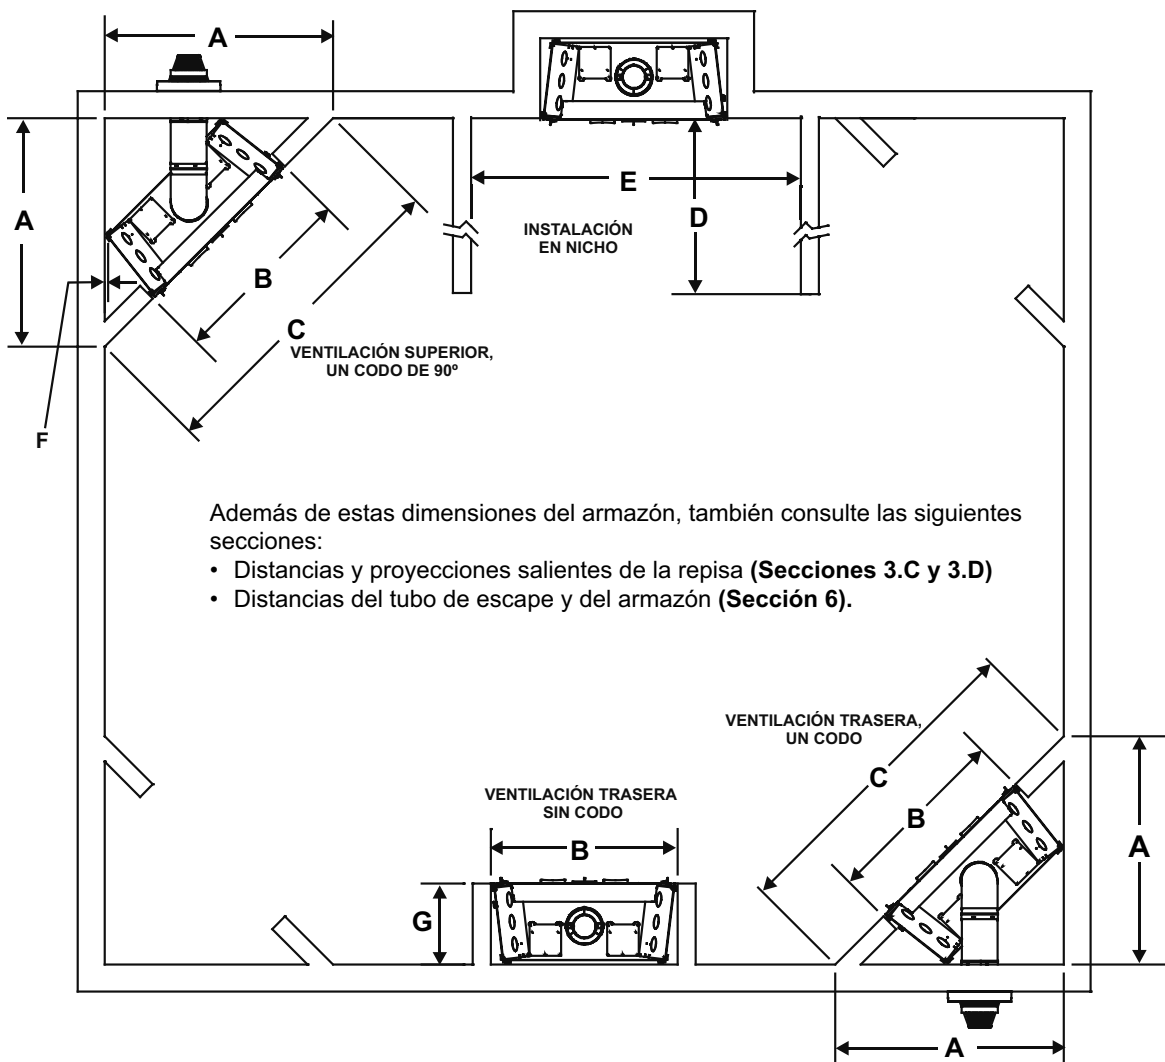 A
A
E
D
INSTALACIÓN
EN NICHO
B
C
VENTILACIÓN SUPERIOR,
UN CODO DE 90º
F
Además de estas dimensiones del armazón, también consulte las siguientes
secciones:
• Distancias y proyecciones salientes de la repisa (Secciones 3.C y 3.D)
• Distancias del tubo de escape y del armazón (Sección 6).
VENTILACIÓN TRASERA,
UN CODO
C
VENTILACIÓN TRASERA
SIN CODO
B
B
A
G
A